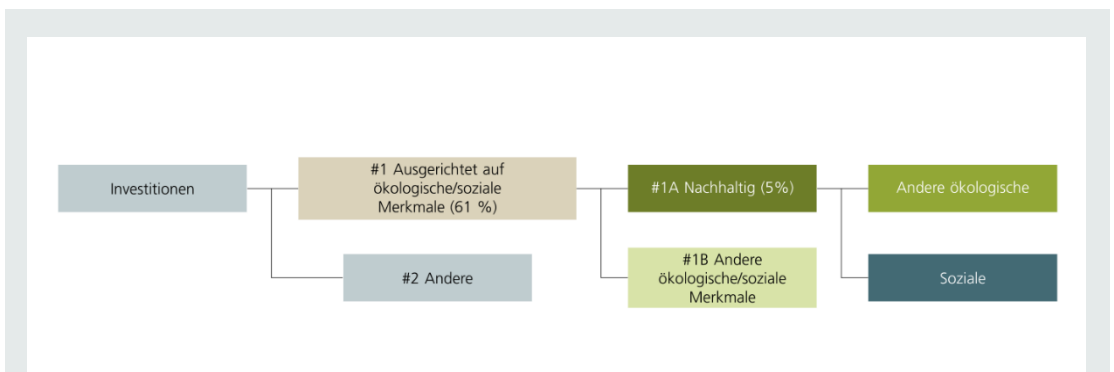 Investitionen
#1 Ausgerichtet auf
ökologische/soziale
Merkmale (61 %)
#1A Nachhaltig (5%)
Andere ökologische
#2 Andere
#1B Andere
ökologische/soziale
Merkmale
Soziale